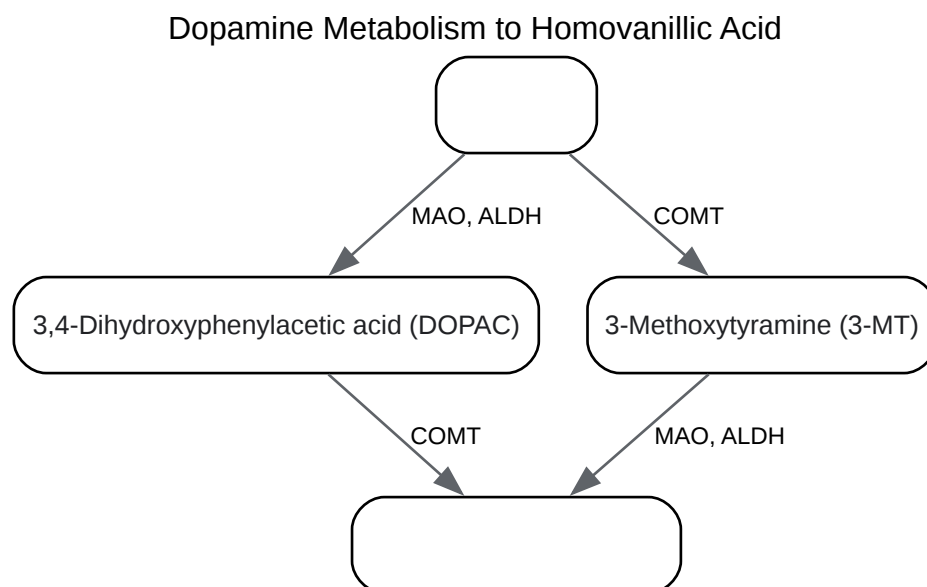 Dopamine Metabolism to Homovanillic Acid
MAO, ALDH
COMT
3,4-Dihydroxyphenylacetic acid (DOPAC)
3-Methoxytyramine (3-MT)
COMT
MAO, ALDH